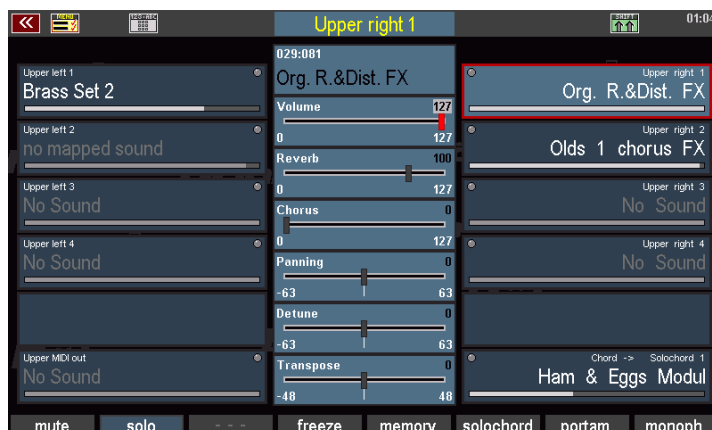 MENU
Upper right 1
SHIFT
01:04
Upper left 1
Brass Set 2
Upper left 2
no mapped sound
Upper left 3
No Sound
Upper left 4
No Sound
Upper MIDI out
No Sound
029:081
Org. R.&Dist. FX
Volume 127
0 127
Reverb 100
0 127
Chorus 0
0 127
Panning 0
-63 63
Detune 0
-63 63
Transpose 0
-48 48
Upper right 1
Org. R.&Dist. FX
Upper right 2
Olds 1 chorus FX
Upper right 3
No Sound
Upper right 4
No Sound
Chord -> Solochord 1
Ham & Eggs Modul
mute solo - - - freeze memory solochord portam monoph